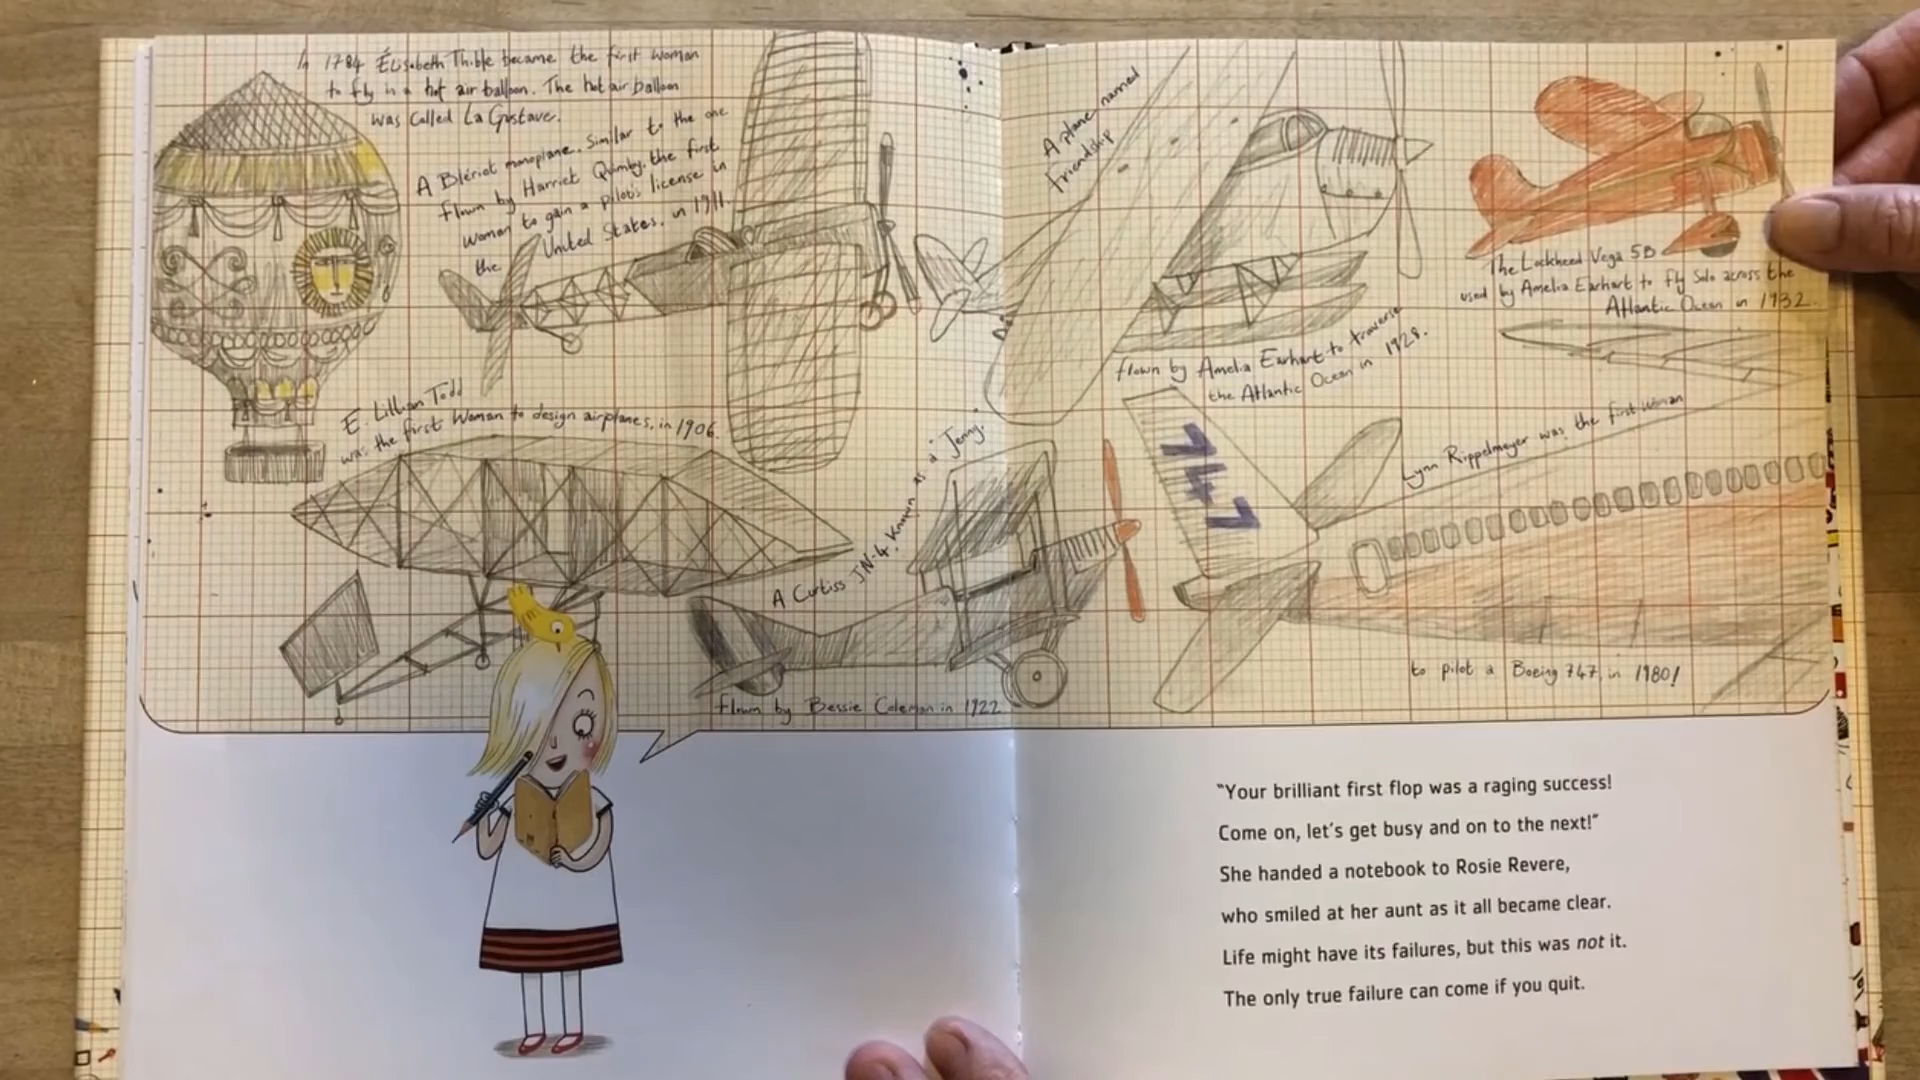 In 1784 Élisabeth Thible became the first woman
to fly in a hot air balloon. The hot air balloon
was called La Gustave.
A Blériot monoplane. Similar to the one
flown by Harriet Quimby, the first
woman to gain a pilot's license in
the United States, in 1911.
E. Lillian Todd
was the first woman to design airplanes, in 1906.
A Curtiss JN-4. Known as a "Jenny."
flown by Bessie Coleman in 1922
A plane named
Friendship
flown by Amelia Earhart to traverse
the Atlantic Ocean in 1928.
The Lockheed Vega 5B
used by Amelia Earhart to fly solo across the
Atlantic Ocean in 1932.
747
Lynn Rippelmeyer was the first woman
to pilot a Boeing 747, in 1980!
"Your brilliant first flop was a raging success!
Come on, let's get busy and on to the next!"
She handed a notebook to Rosie Revere,
who smiled at her aunt as it all became clear.
Life might have its failures, but this was not it.
The only true failure can come if you quit.